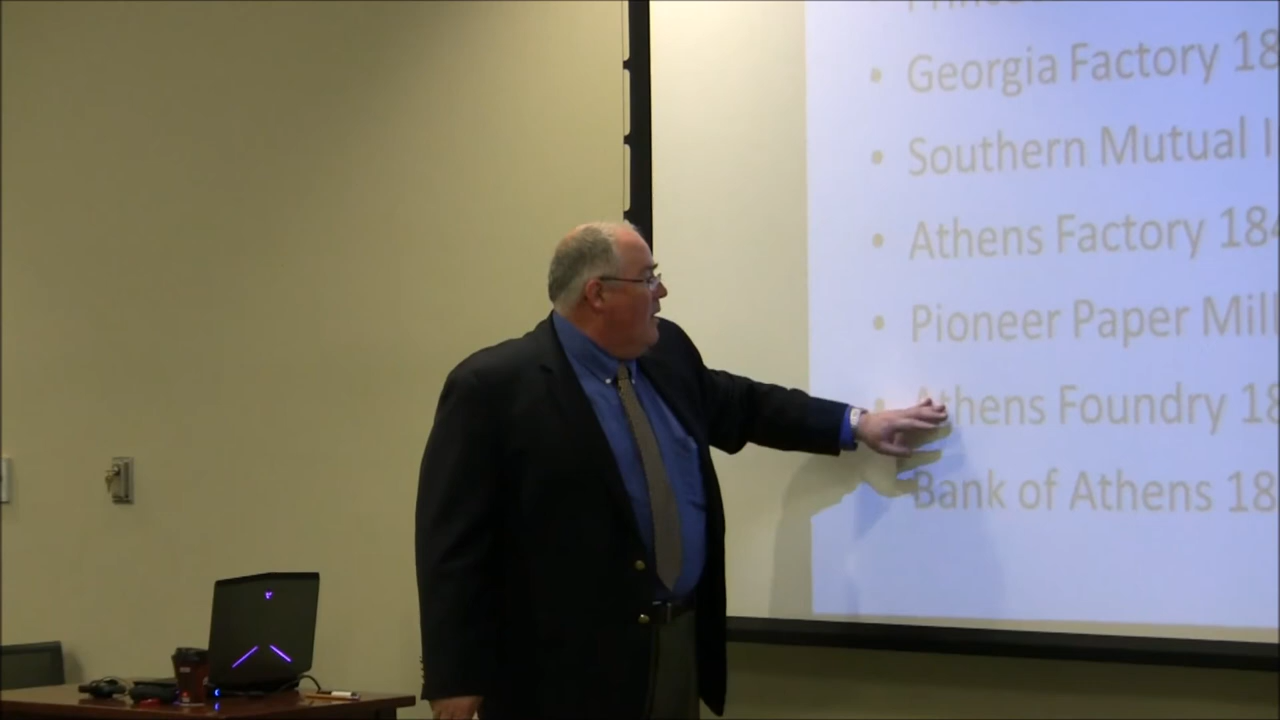 • Georgia Factory 18
• Southern Mutual I
• Athens Factory 184
• Pioneer Paper Mill
• Athens Foundry 18
• Bank of Athens 18